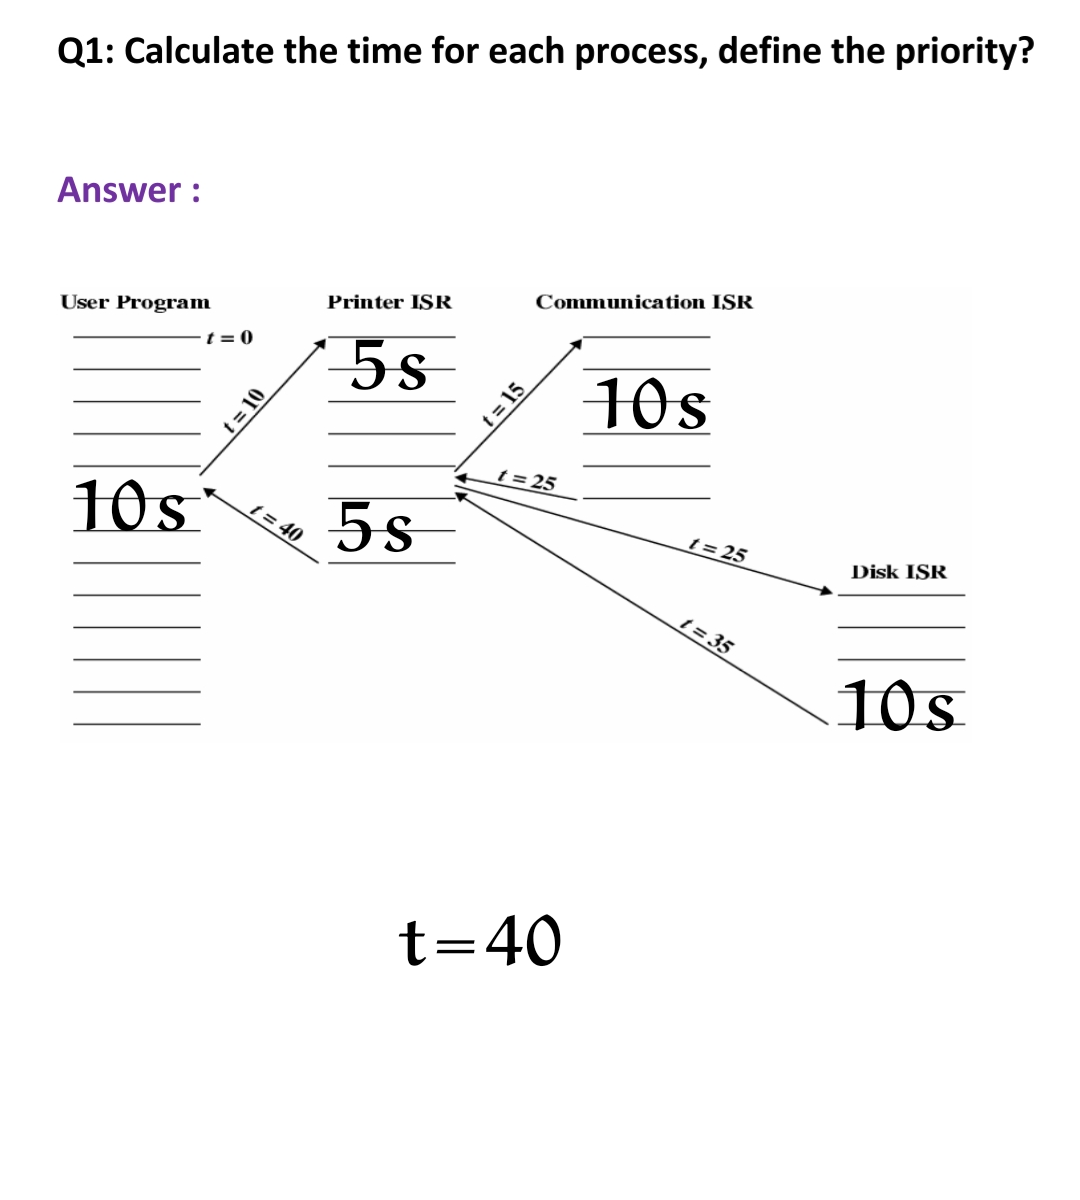 Q1: Calculate the time for each process, define the priority?
Answer :
User Program
Printer ISR
Communication ISR
t = 0
5s
t = 10
t = 15
10s
t = 25
10s
t = 40
5s
t = 25
Disk ISR
t = 35
10s
t=40